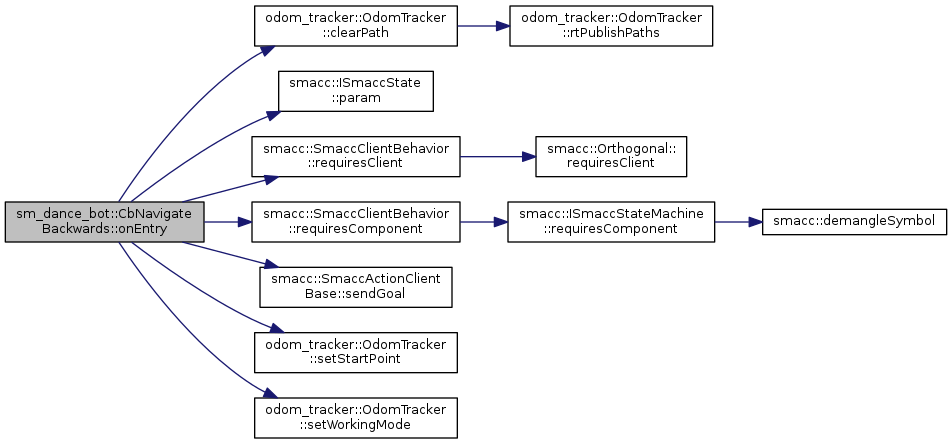 odom_tracker::OdomTracker
::clearPath
odom_tracker::OdomTracker
::rtPublishPaths
smacc::ISmaccState
::param
smacc::SmaccClientBehavior
::requiresClient
smacc::Orthogonal::
requiresClient
sm_dance_bot::CbNavigate
Backwards::onEntry
smacc::SmaccClientBehavior
::requiresComponent
smacc::ISmaccStateMachine
::requiresComponent
smacc::demangleSymbol
smacc::SmaccActionClient
Base::sendGoal
odom_tracker::OdomTracker
::setStartPoint
odom_tracker::OdomTracker
::setWorkingMode